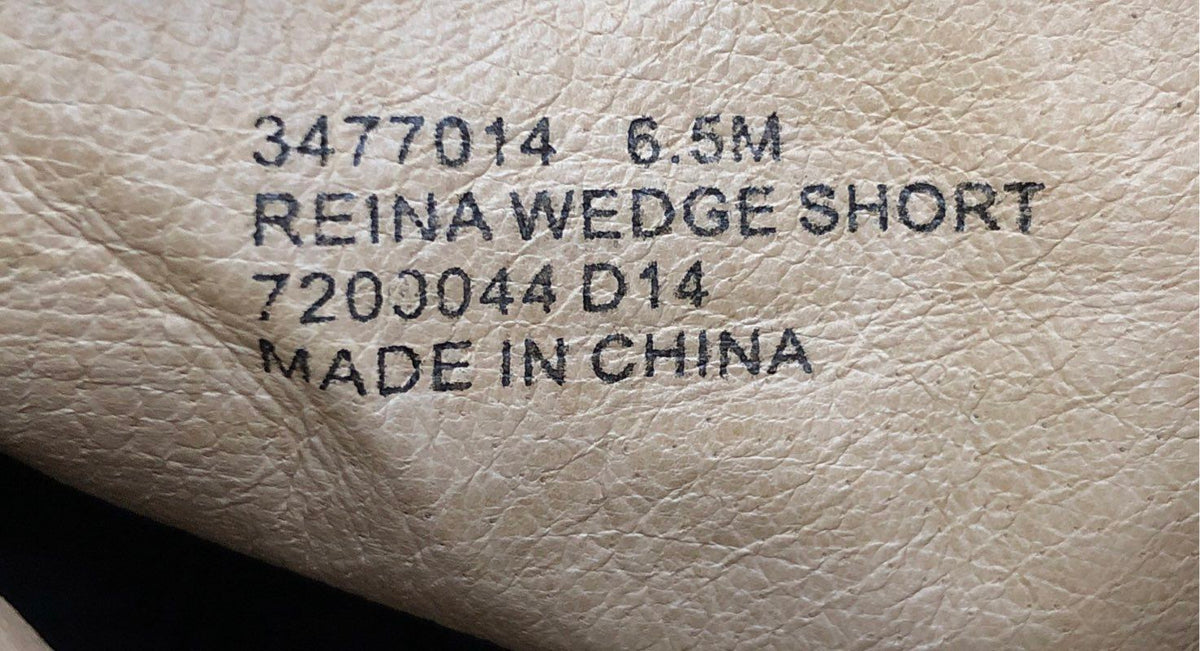 3477014 6.5M
REINA WEDGE SHORT
7200044 D14
MADE IN CHINA